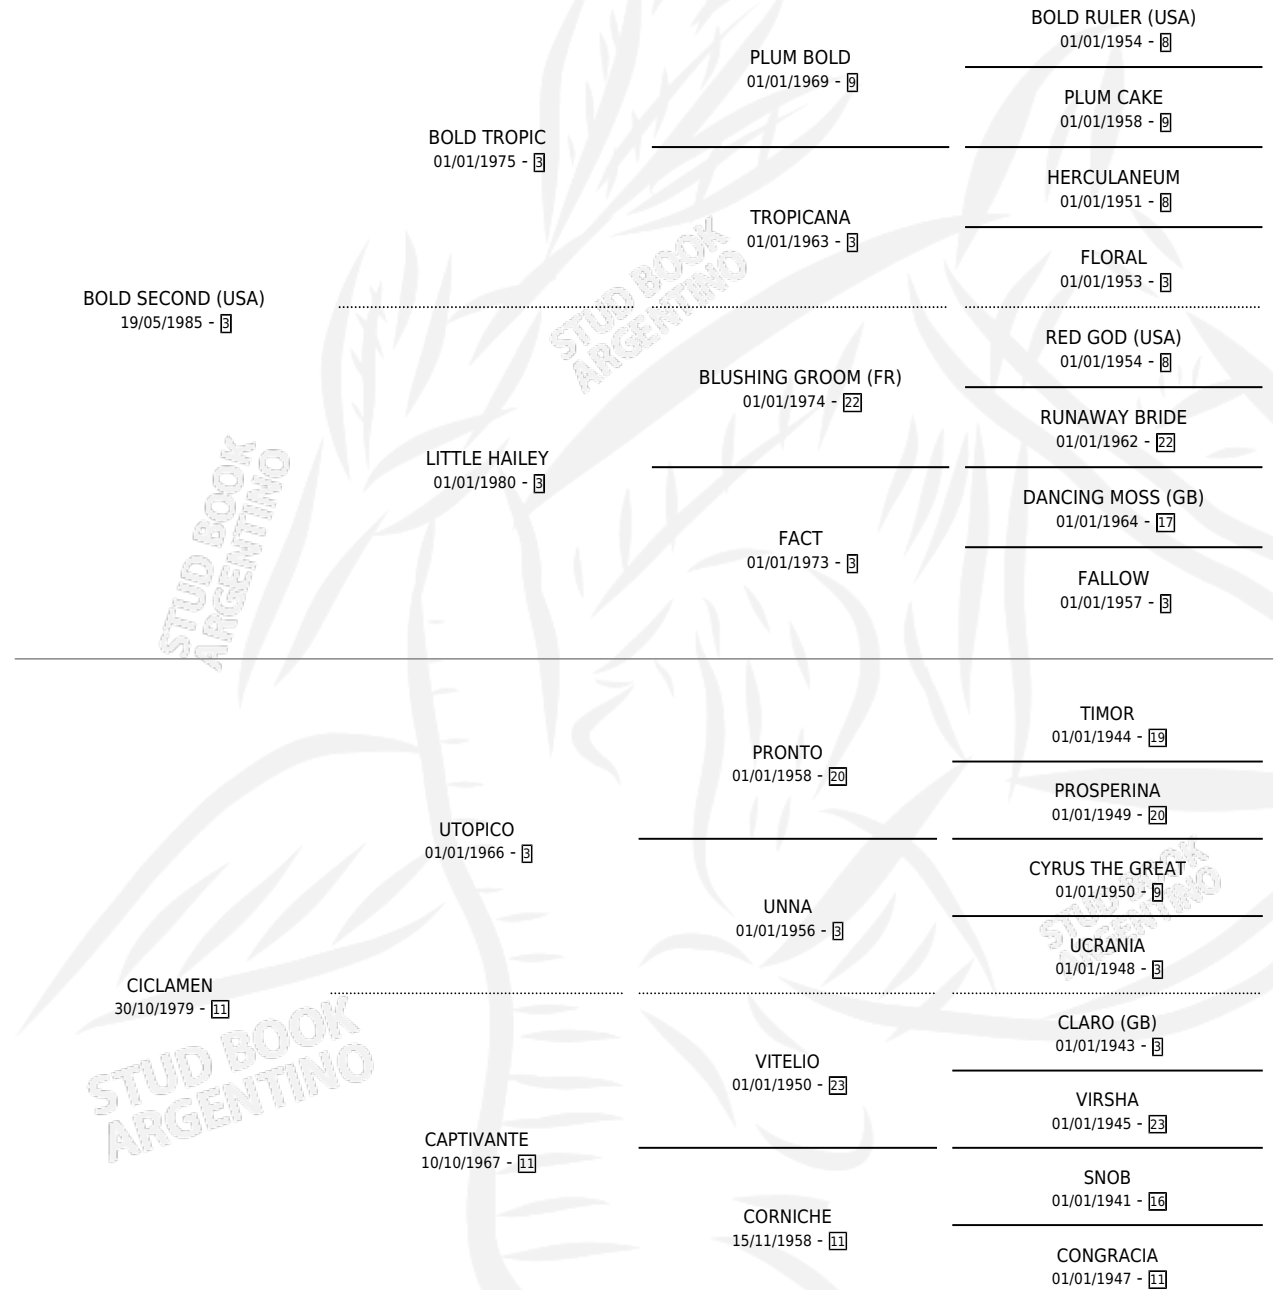 BOLD RULER (USA)
01/01/1954 - 8
PLUM BOLD
01/01/1969 - 9
PLUM CAKE
01/01/1958 - 9
BOLD TROPIC
01/01/1975 - 3
HERCULANEUM
01/01/1951 - 8
TROPICANA
01/01/1963 - 3
FLORAL
01/01/1953 - 3
BOLD SECOND (USA)
19/05/1985 - 3
STUD BOOK
ARGENTINO
RED GOD (USA)
01/01/1954 - 8
BLUSHING GROOM (FR)
01/01/1974 - 22
RUNAWAY BRIDE
01/01/1962 - 22
LITTLE HAILEY
01/01/1980 - 3
DANCING MOSS (GB)
01/01/1964 - 17
FACT
01/01/1973 - 3
FALLOW
01/01/1957 - 3
STUD BOOK
ARGENTINO
TIMOR
01/01/1944 - 19
PRONTO
01/01/1958 - 20
PROSPERINA
01/01/1949 - 20
UTOPICO
01/01/1966 - 3
CYRUS THE GREAT
01/01/1950 - 9
UNNA
01/01/1956 - 3
STUD BOOK
ARGENTINO
UCRANIA
01/01/1948 - 3
CICLAMEN
30/10/1979 - 11
CLARO (GB)
01/01/1943 - 3
VITELIO
01/01/1950 - 23
VIRSHA
01/01/1945 - 23
STUD BOOK
ARGENTINO
CAPTIVANTE
10/10/1967 - 11
SNOB
01/01/1941 - 16
CORNICHE
15/11/1958 - 11
CONGRACIA
01/01/1947 - 11